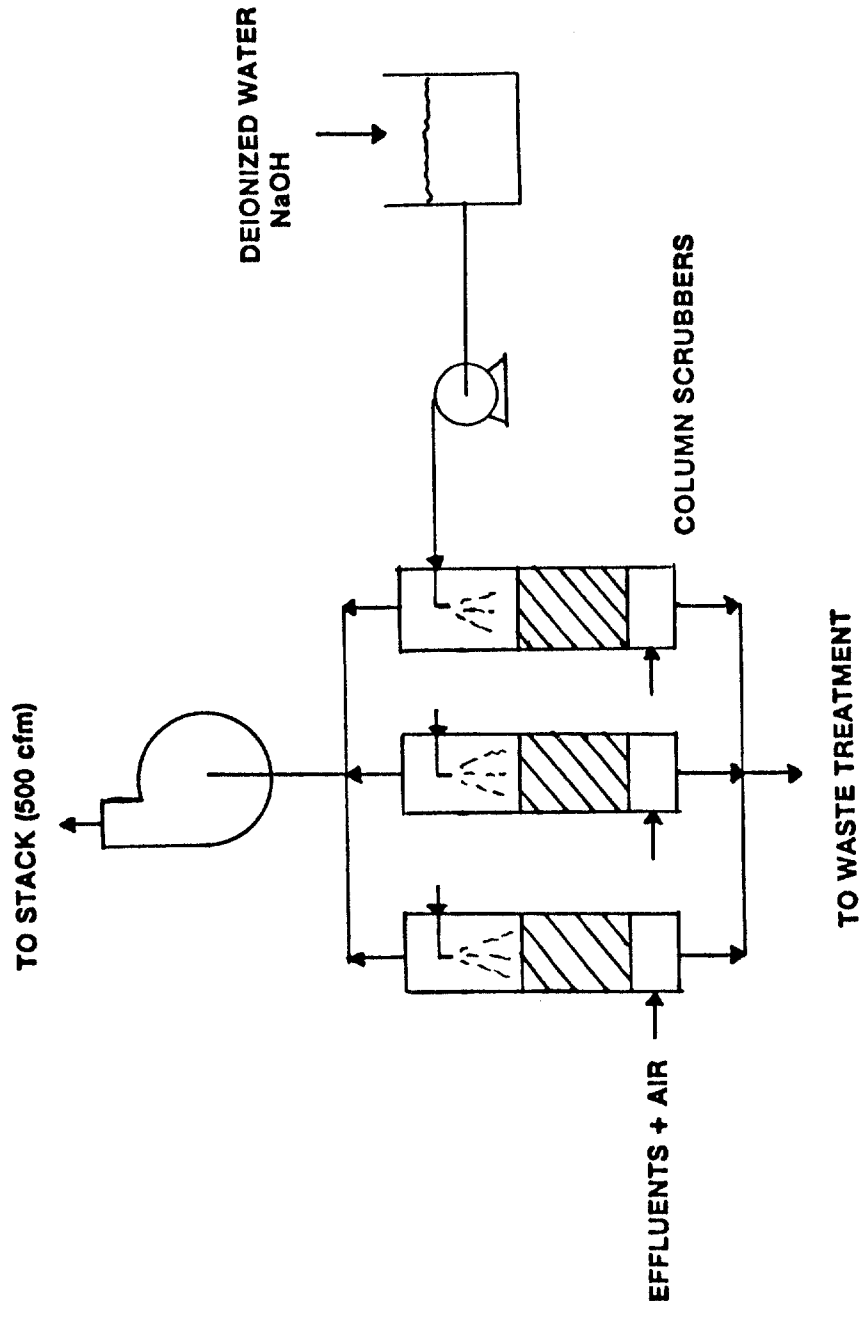 TO STACK (500 cfm)
DEIONIZED WATER
NaOH
COLUMN SCRUBBERS
EFFLUENTS + AIR
TO WASTE TREATMENT